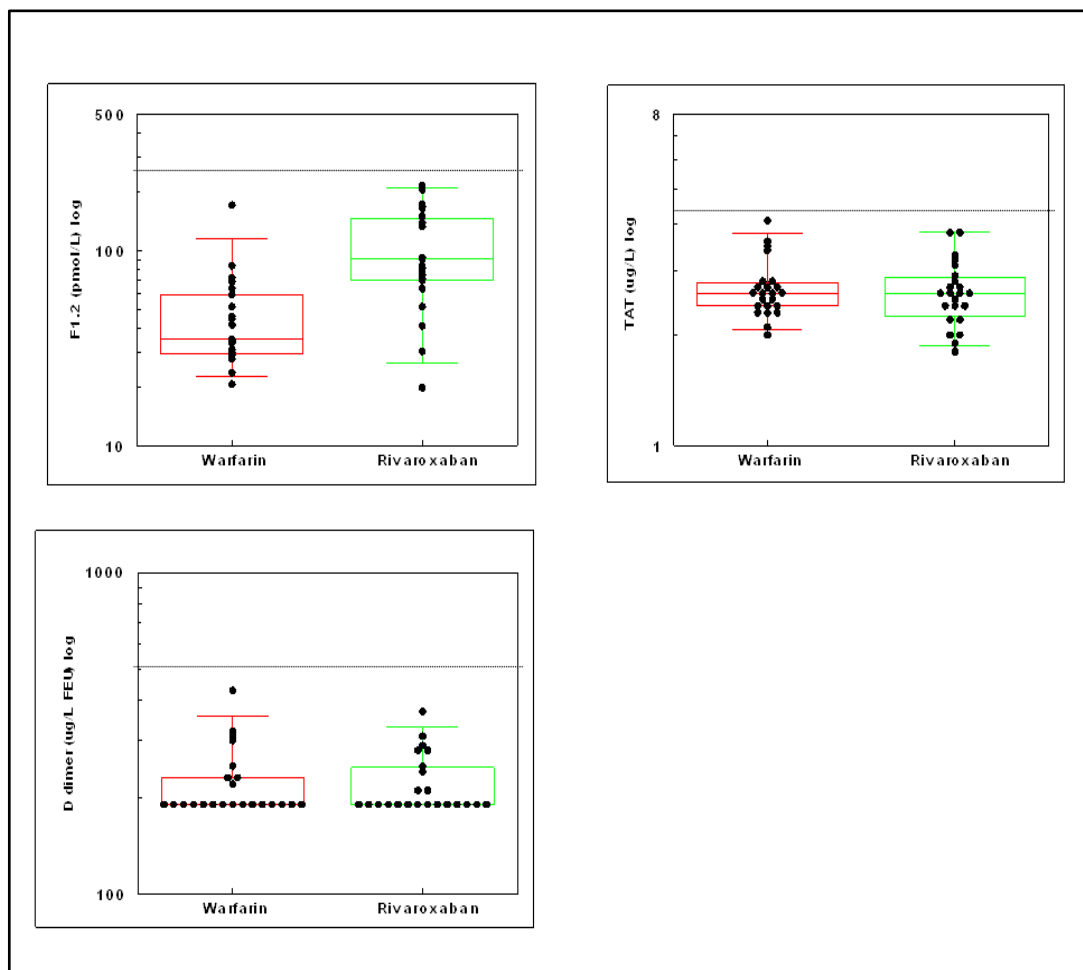 500
100
10
F1.2 (pmol/L) log
Warfarin
Rivaroxaban
8
1
TAT (ug/L) log
Warfarin
Rivaroxaban
1000
100
D dimer (ug/L FEU) log
Warfarin
Rivaroxaban